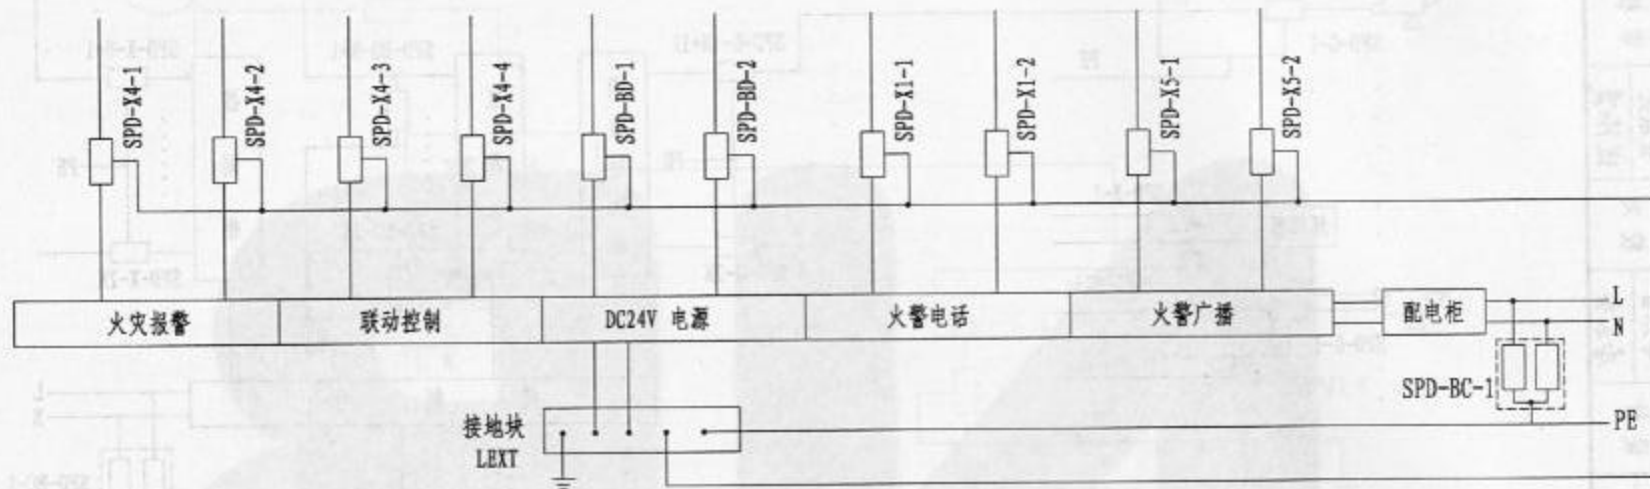 SPD-X4-1
SPD-X4-2
SPD-X4-3
SPD-X4-4
SPD-BD-1
SPD-BD-2
SPD-X1-1
SPD-X1-2
SPD-X5-1
SPD-X5-2
火灾报警
联动控制
DC24V 电源
火警电话
火警广播
配电柜
L
N
SPD-BC-1
PE
接地块
LEXT